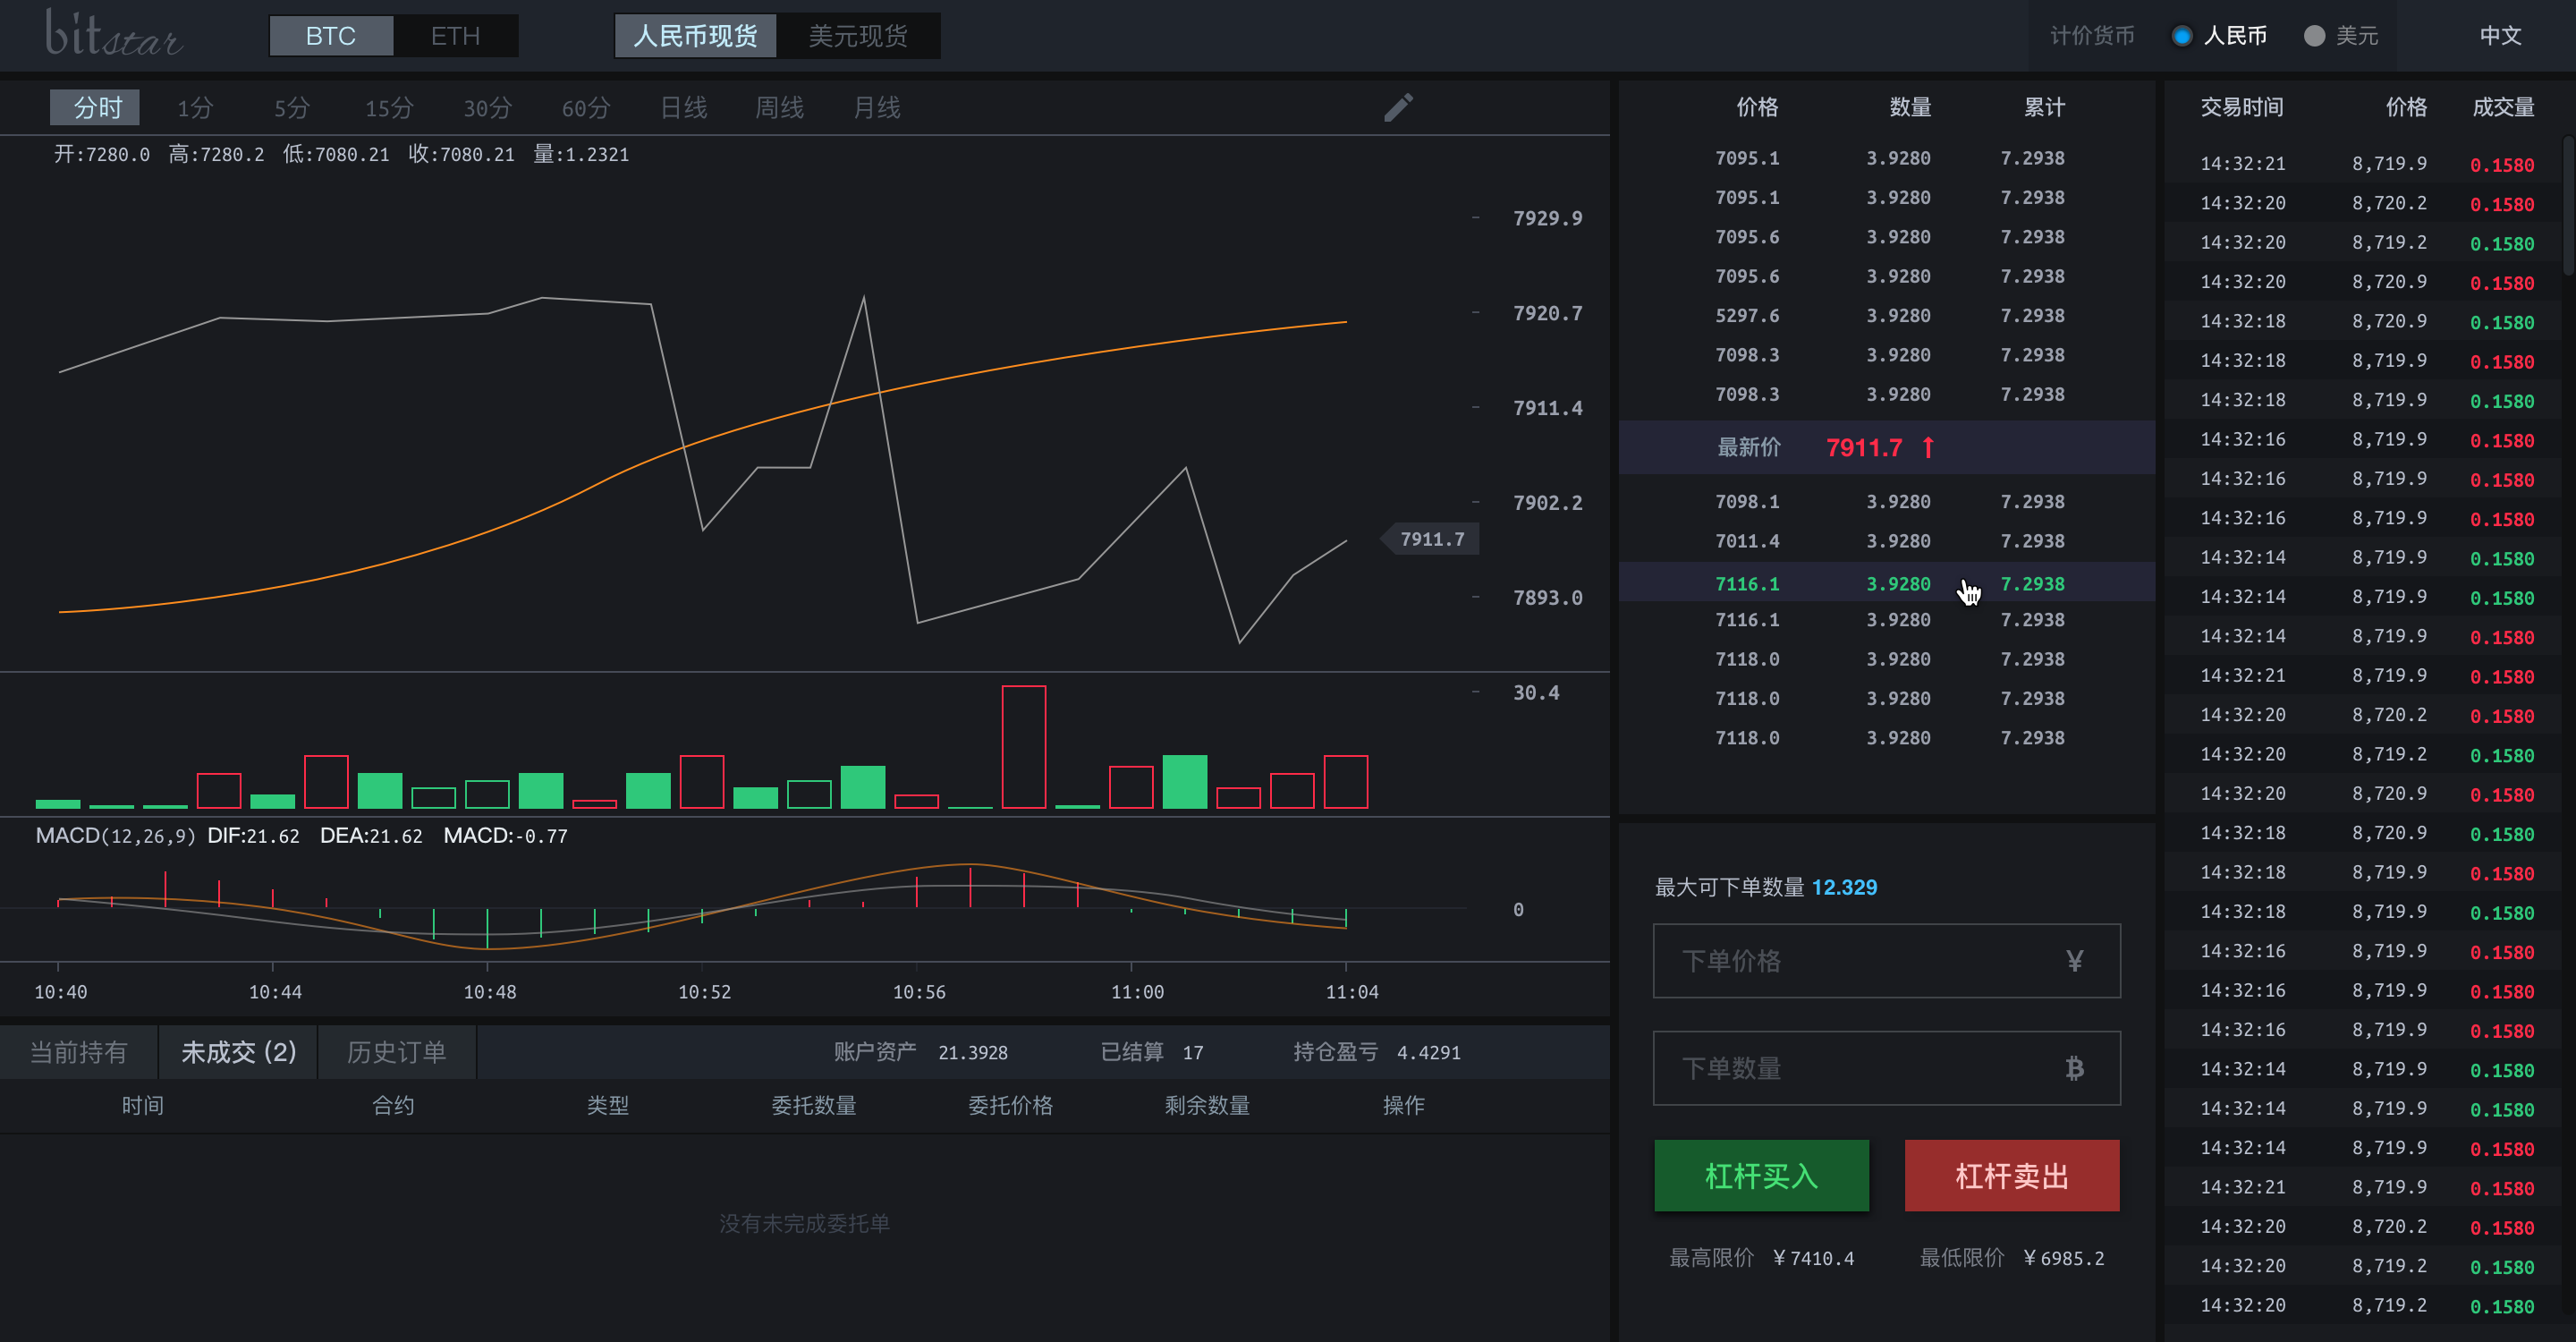 bitstar BTC ETH 人民币现货 美元现货 计价货币 人民币 美元 中文
分时 1分 5分 15分 30分 60分 日线 周线 月线
开:7280.0 高:7280.2 低:7080.21 收:7080.21 量:1.2321
7929.9
7920.7
7911.4
7902.2
7911.7
7893.0
30.4
MACD(12,26,9) DIF:21.62 DEA:21.62 MACD:-0.77
0
10:40 10:44 10:48 10:52 10:56 11:00 11:04
当前持有 未成交 (2) 历史订单 账户资产 21.3928 已结算 17 持仓盈亏 4.4291
时间 合约 类型 委托数量 委托价格 剩余数量 操作
没有未完成委托单
价格 数量 累计
7095.1 3.9280 7.2938
7095.1 3.9280 7.2938
7095.6 3.9280 7.2938
7095.6 3.9280 7.2938
5297.6 3.9280 7.2938
7098.3 3.9280 7.2938
7098.3 3.9280 7.2938
最新价 7911.7 ↑
7098.1 3.9280 7.2938
7011.4 3.9280 7.2938
7116.1 3.9280 7.2938
7116.1 3.9280 7.2938
7118.0 3.9280 7.2938
7118.0 3.9280 7.2938
7118.0 3.9280 7.2938
最大可下单数量 12.329
下单价格 ¥
下单数量 ₿
杠杆买入 杠杆卖出
最高限价 ¥7410.4 最低限价 ¥6985.2
交易时间 价格 成交量
14:32:21 8,719.9 0.1580
14:32:20 8,720.2 0.1580
14:32:20 8,719.2 0.1580
14:32:20 8,720.9 0.1580
14:32:18 8,720.9 0.1580
14:32:18 8,719.9 0.1580
14:32:18 8,719.9 0.1580
14:32:16 8,719.9 0.1580
14:32:16 8,719.9 0.1580
14:32:16 8,719.9 0.1580
14:32:14 8,719.9 0.1580
14:32:14 8,719.9 0.1580
14:32:14 8,719.9 0.1580
14:32:21 8,719.9 0.1580
14:32:20 8,720.2 0.1580
14:32:20 8,719.2 0.1580
14:32:20 8,720.9 0.1580
14:32:18 8,720.9 0.1580
14:32:18 8,719.9 0.1580
14:32:18 8,719.9 0.1580
14:32:16 8,719.9 0.1580
14:32:16 8,719.9 0.1580
14:32:16 8,719.9 0.1580
14:32:14 8,719.9 0.1580
14:32:14 8,719.9 0.1580
14:32:14 8,719.9 0.1580
14:32:21 8,719.9 0.1580
14:32:20 8,720.2 0.1580
14:32:20 8,719.2 0.1580
14:32:20 8,719.2 0.1580